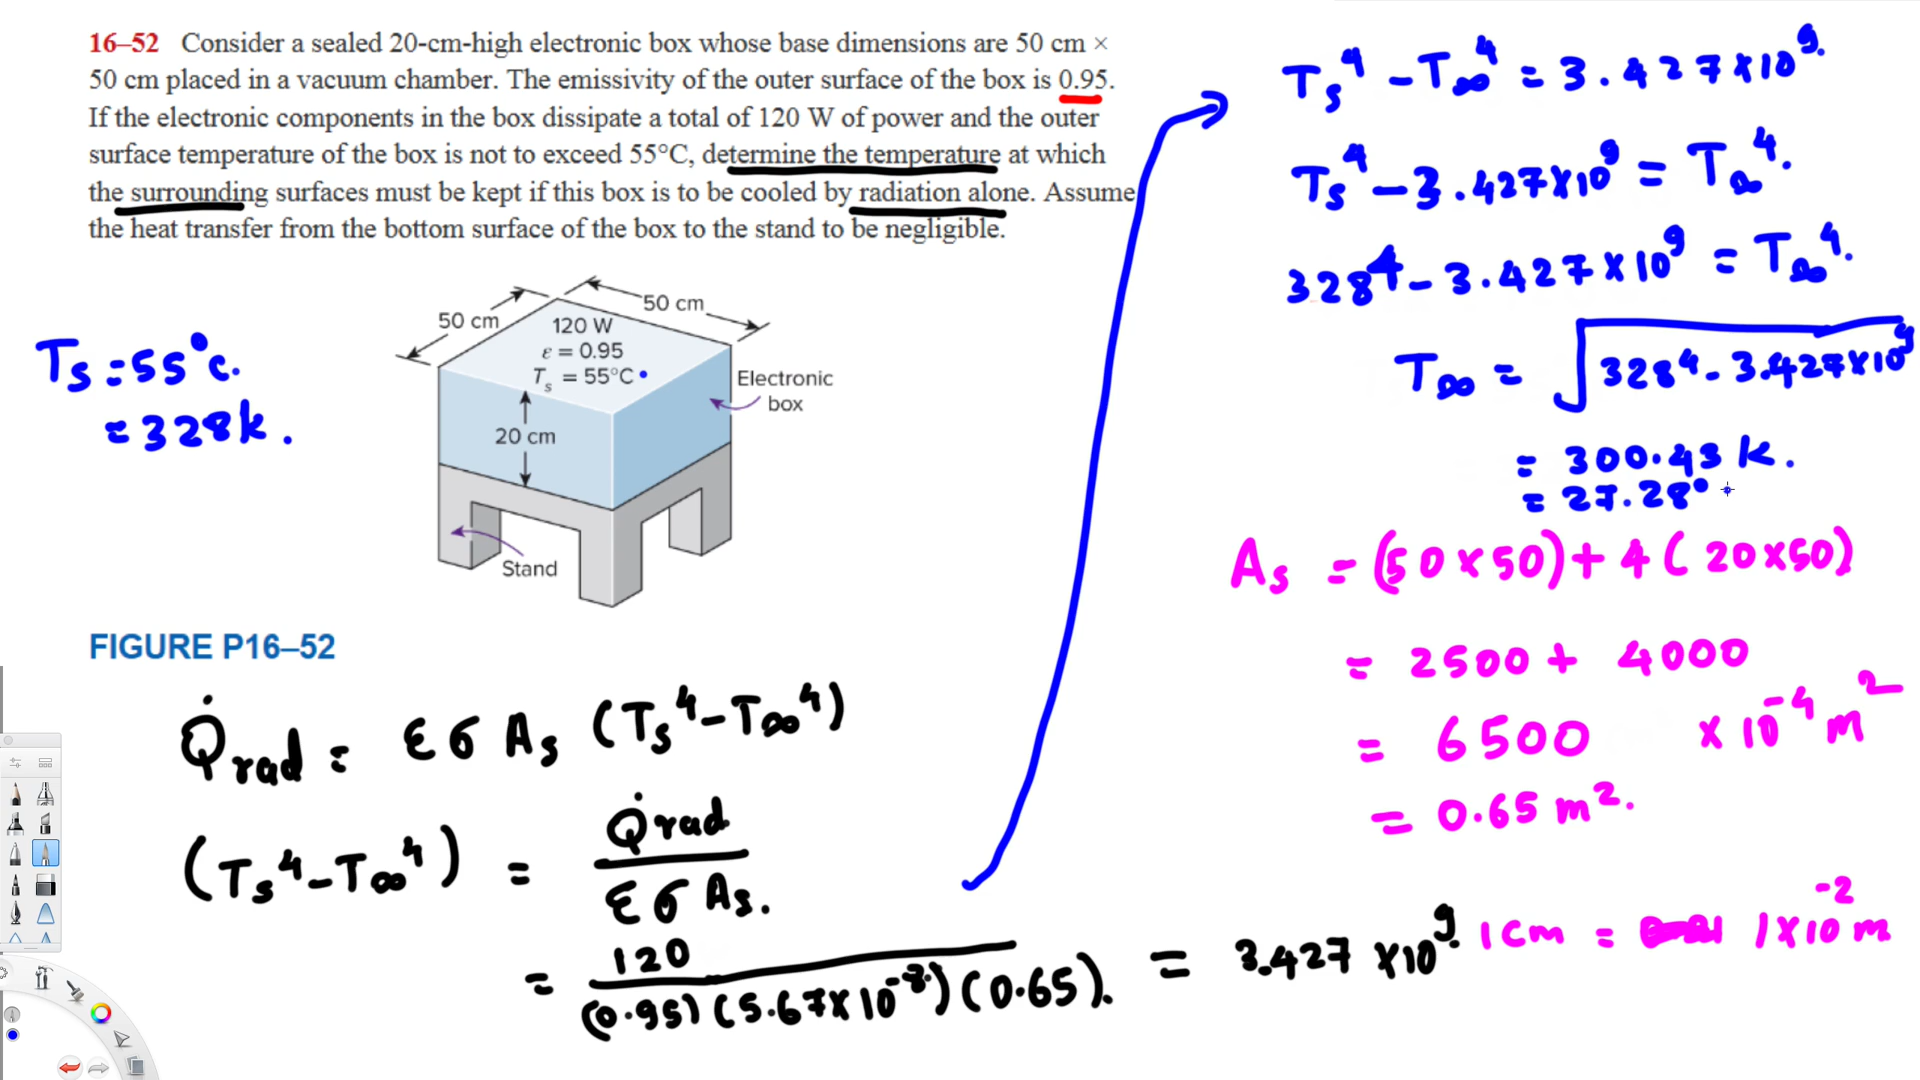 16–52 Consider a sealed 20-cm-high electronic box whose base dimensions are 50 cm ×
50 cm placed in a vacuum chamber. The emissivity of the outer surface of the box is 0.95.
If the electronic components in the box dissipate a total of 120 W of power and the outer
surface temperature of the box is not to exceed 55°C, determine the temperature at which
the surrounding surfaces must be kept if this box is to be cooled by radiation alone. Assume
the heat transfer from the bottom surface of the box to the stand to be negligible.
50 cm
50 cm
120 W
ε = 0.95
Tₛ = 55°C
20 cm
Electronic
box
Stand
FIGURE P16–52
Tₛ = 55°c.
= 328k.
Q̇rad = εσ Aₛ (Tₛ⁴ – T∞⁴)
(Tₛ⁴ – T∞⁴) = Q̇rad / εσ Aₛ.
= 120 / (0.95) (5.67×10⁻⁸) (0.65). = 3.427 ×10⁹.
Tₛ⁴ – T∞⁴ = 3.427×10⁹.
Tₛ⁴ – 3.427×10⁹ = T∞⁴.
328⁴ – 3.427×10⁹ = T∞⁴.
T∞ = √328⁴ – 3.427×10⁹
= 300.43 k.
= 27.28°
Aₛ = (50×50) + 4 (20×50)
= 2500 + 4000
= 6500 ×10⁻⁴ m²
= 0.65 m².
1cm = 1×10⁻² m